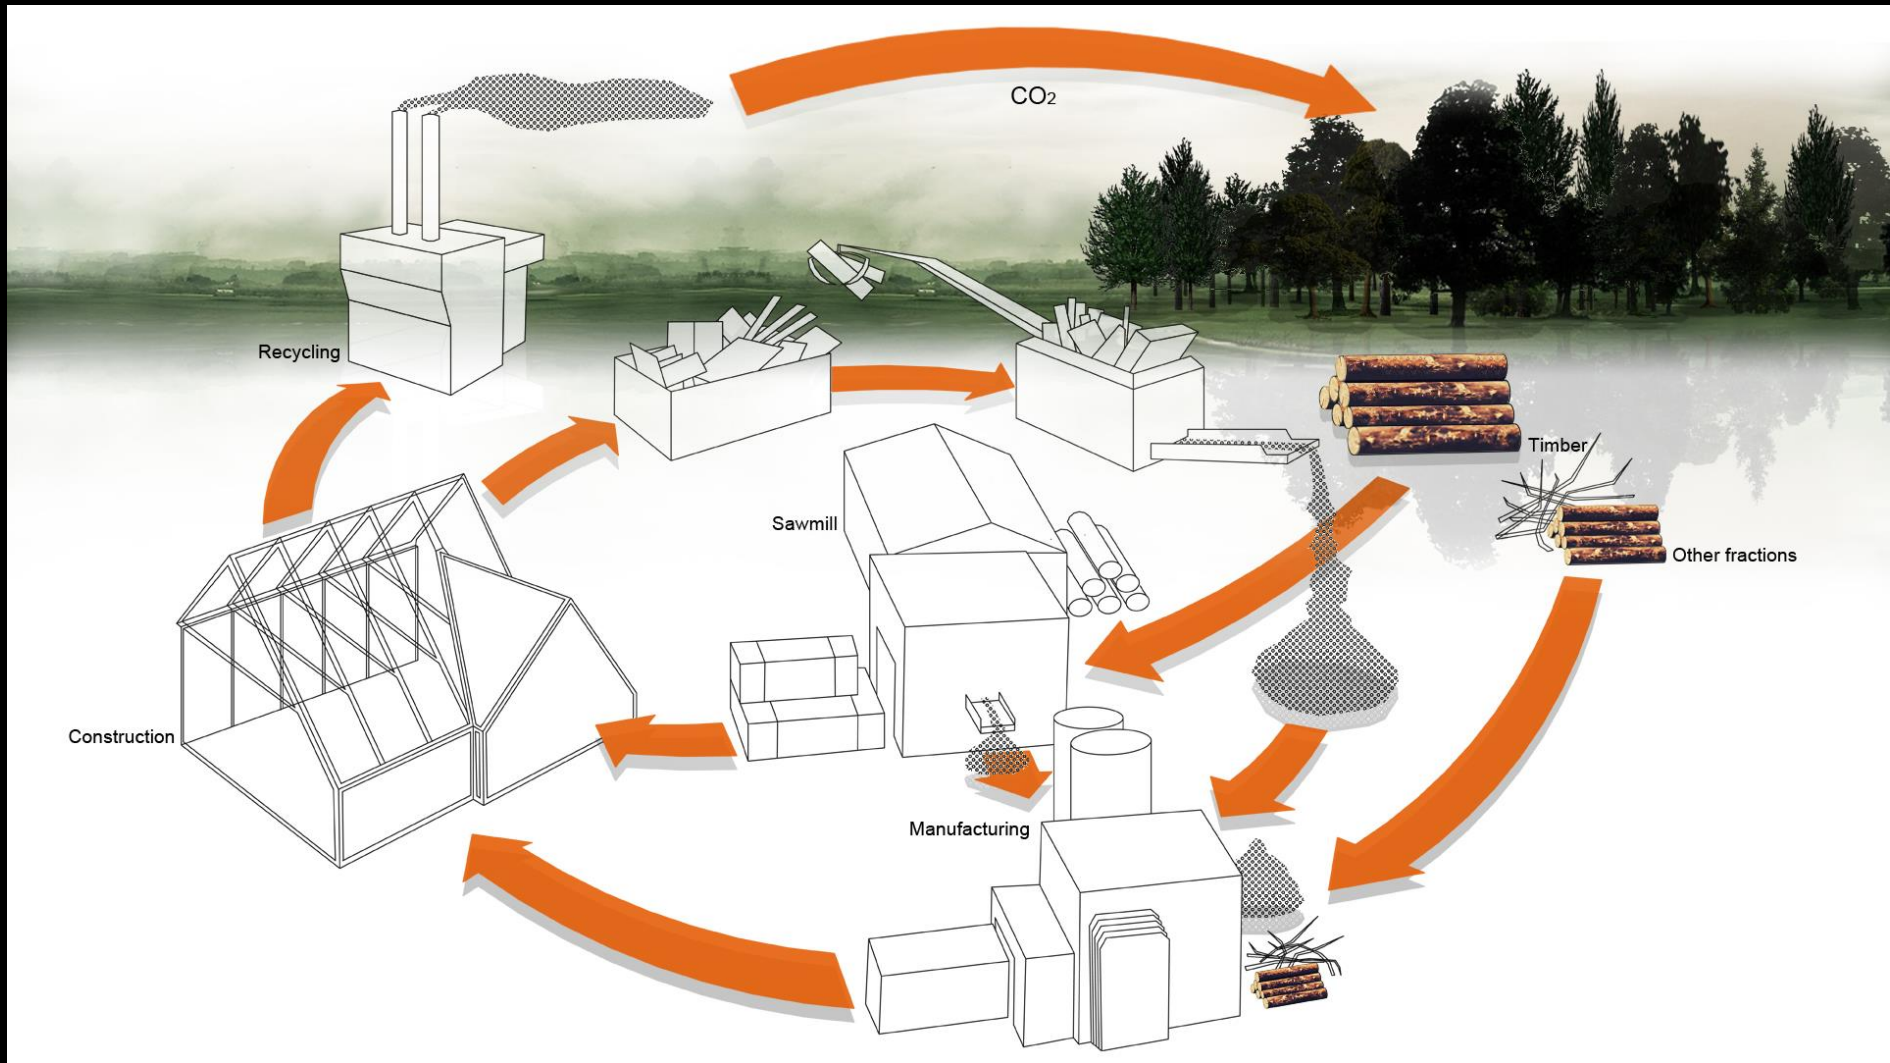 CO₂
Recycling
Timber
Sawmill
Other fractions
Construction
Manufacturing